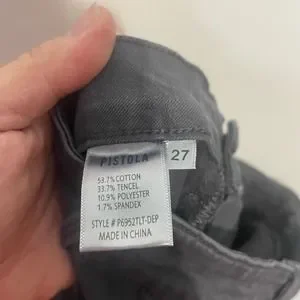 PISTOLA
27
53.7% COTTON
33.7% TENCEL
10.9% POLYESTER
1.7% SPANDEX
STYLE # P6952TLT-DEP
MADE IN CHINA